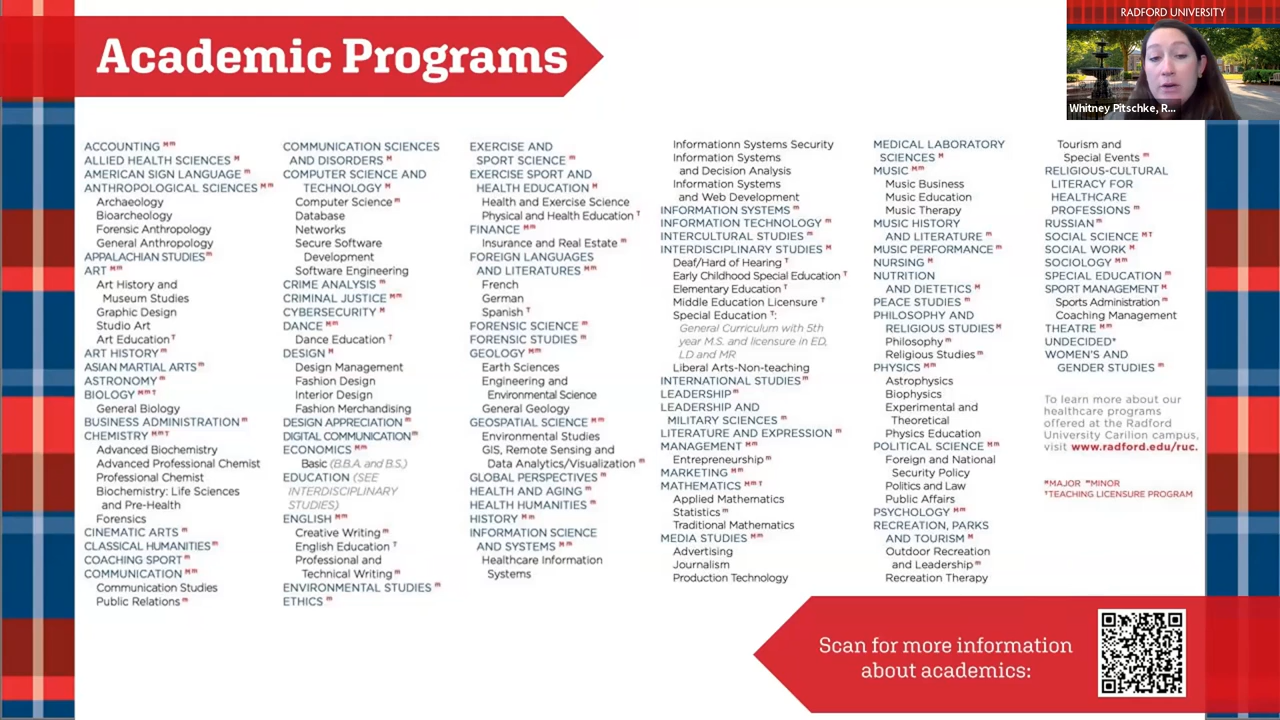 Academic Programs
RADFORD UNIVERSITY
Whitney Pitschke, R...
ACCOUNTING M m
ALLIED HEALTH SCIENCES M
AMERICAN SIGN LANGUAGE m
ANTHROPOLOGICAL SCIENCES M m
Archaeology
Bioarcheology
Forensic Anthropology
General Anthropology
APPALACHIAN STUDIES m
ART M m
Art History and
Museum Studies
Graphic Design
Studio Art
Art Education T
ART HISTORY m
ASIAN MARTIAL ARTS m
ASTRONOMY m
BIOLOGY M m T
General Biology
BUSINESS ADMINISTRATION m
CHEMISTRY M m T
Advanced Biochemistry
Advanced Professional Chemist
Professional Chemist
Biochemistry: Life Sciences
and Pre-Health
Forensics
CINEMATIC ARTS m
CLASSICAL HUMANITIES m
COACHING SPORT m
COMMUNICATION M m
Communication Studies
Public Relations m
COMMUNICATION SCIENCES
AND DISORDERS M
COMPUTER SCIENCE AND
TECHNOLOGY M
Computer Science m
Database
Networks
Secure Software
Development
Software Engineering
CRIME ANALYSIS m
CRIMINAL JUSTICE M m
CYBERSECURITY M
DANCE M m
Dance Education T
DESIGN M
Design Management
Fashion Design
Interior Design
Fashion Merchandising
DESIGN APPRECIATION m
DIGITAL COMMUNICATION m
ECONOMICS M m
Basic (B.B.A. and B.S.)
EDUCATION (SEE
INTERDISCIPLINARY
STUDIES)
ENGLISH M m
Creative Writing m
English Education T
Professional and
Technical Writing m
ENVIRONMENTAL STUDIES m
ETHICS m
EXERCISE AND
SPORT SCIENCE m
EXERCISE SPORT AND
HEALTH EDUCATION M
Health and Exercise Science
Physical and Health Education T
FINANCE M m
Insurance and Real Estate m
FOREIGN LANGUAGES
AND LITERATURES M m
French
German
Spanish T
FORENSIC SCIENCE m
FORENSIC STUDIES m
GEOLOGY M m
Earth Sciences
Engineering and
Environmental Science
General Geology
GEOSPATIAL SCIENCE M m
Environmental Studies
GIS, Remote Sensing and
Data Analytics/Visualization m
GLOBAL PERSPECTIVES m
HEALTH AND AGING m
HEALTH HUMANITIES m
HISTORY M m
INFORMATION SCIENCE
AND SYSTEMS M m
Healthcare Information
Systems
Informationn Systems Security
Information Systems
and Decision Analysis
Information Systems
and Web Development
INFORMATION SYSTEMS m
INFORMATION TECHNOLOGY m
INTERCULTURAL STUDIES m
INTERDISCIPLINARY STUDIES M
Deaf/Hard of Hearing T
Early Childhood Special Education T
Elementary Education T
Middle Education Licensure T
Special Education T:
General Curriculum with 5th
year M.S. and licensure in ED,
LD and MR
Liberal Arts-Non-teaching
INTERNATIONAL STUDIES m
LEADERSHIP m
LEADERSHIP AND
MILITARY SCIENCES m
LITERATURE AND EXPRESSION m
MANAGEMENT M m
Entrepreneurship m
MARKETING M m
MATHEMATICS M m T
Applied Mathematics
Statistics m
Traditional Mathematics
MEDIA STUDIES M m
Advertising
Journalism
Production Technology
MEDICAL LABORATORY
SCIENCES M
MUSIC M m
Music Business
Music Education
Music Therapy
MUSIC HISTORY
AND LITERATURE m
MUSIC PERFORMANCE m
NURSING M
NUTRITION
AND DIETETICS M
PEACE STUDIES m
PHILOSOPHY AND
RELIGIOUS STUDIES M
Philosophy m
Religious Studies m
PHYSICS M m
Astrophysics
Biophysics
Experimental and
Theoretical
Physics Education
POLITICAL SCIENCE M m
Foreign and National
Security Policy
Politics and Law
Public Affairs
PSYCHOLOGY M m
RECREATION, PARKS
AND TOURISM M
Outdoor Recreation
and Leadership m
Recreation Therapy
Tourism and
Special Events m
RELIGIOUS-CULTURAL
LITERACY FOR
HEALTHCARE
PROFESSIONS m
RUSSIAN m
SOCIAL SCIENCE M T
SOCIAL WORK M
SOCIOLOGY M m
SPECIAL EDUCATION m
SPORT MANAGEMENT M
Sports Administration m
Coaching Management
THEATRE M m
UNDECIDED*
WOMEN'S AND
GENDER STUDIES m
To learn more about our
healthcare programs
offered at the Radford
University Carilion campus,
visit www.radford.edu/ruc.
M MAJOR m MINOR
T TEACHING LICENSURE PROGRAM
Scan for more information
about academics: